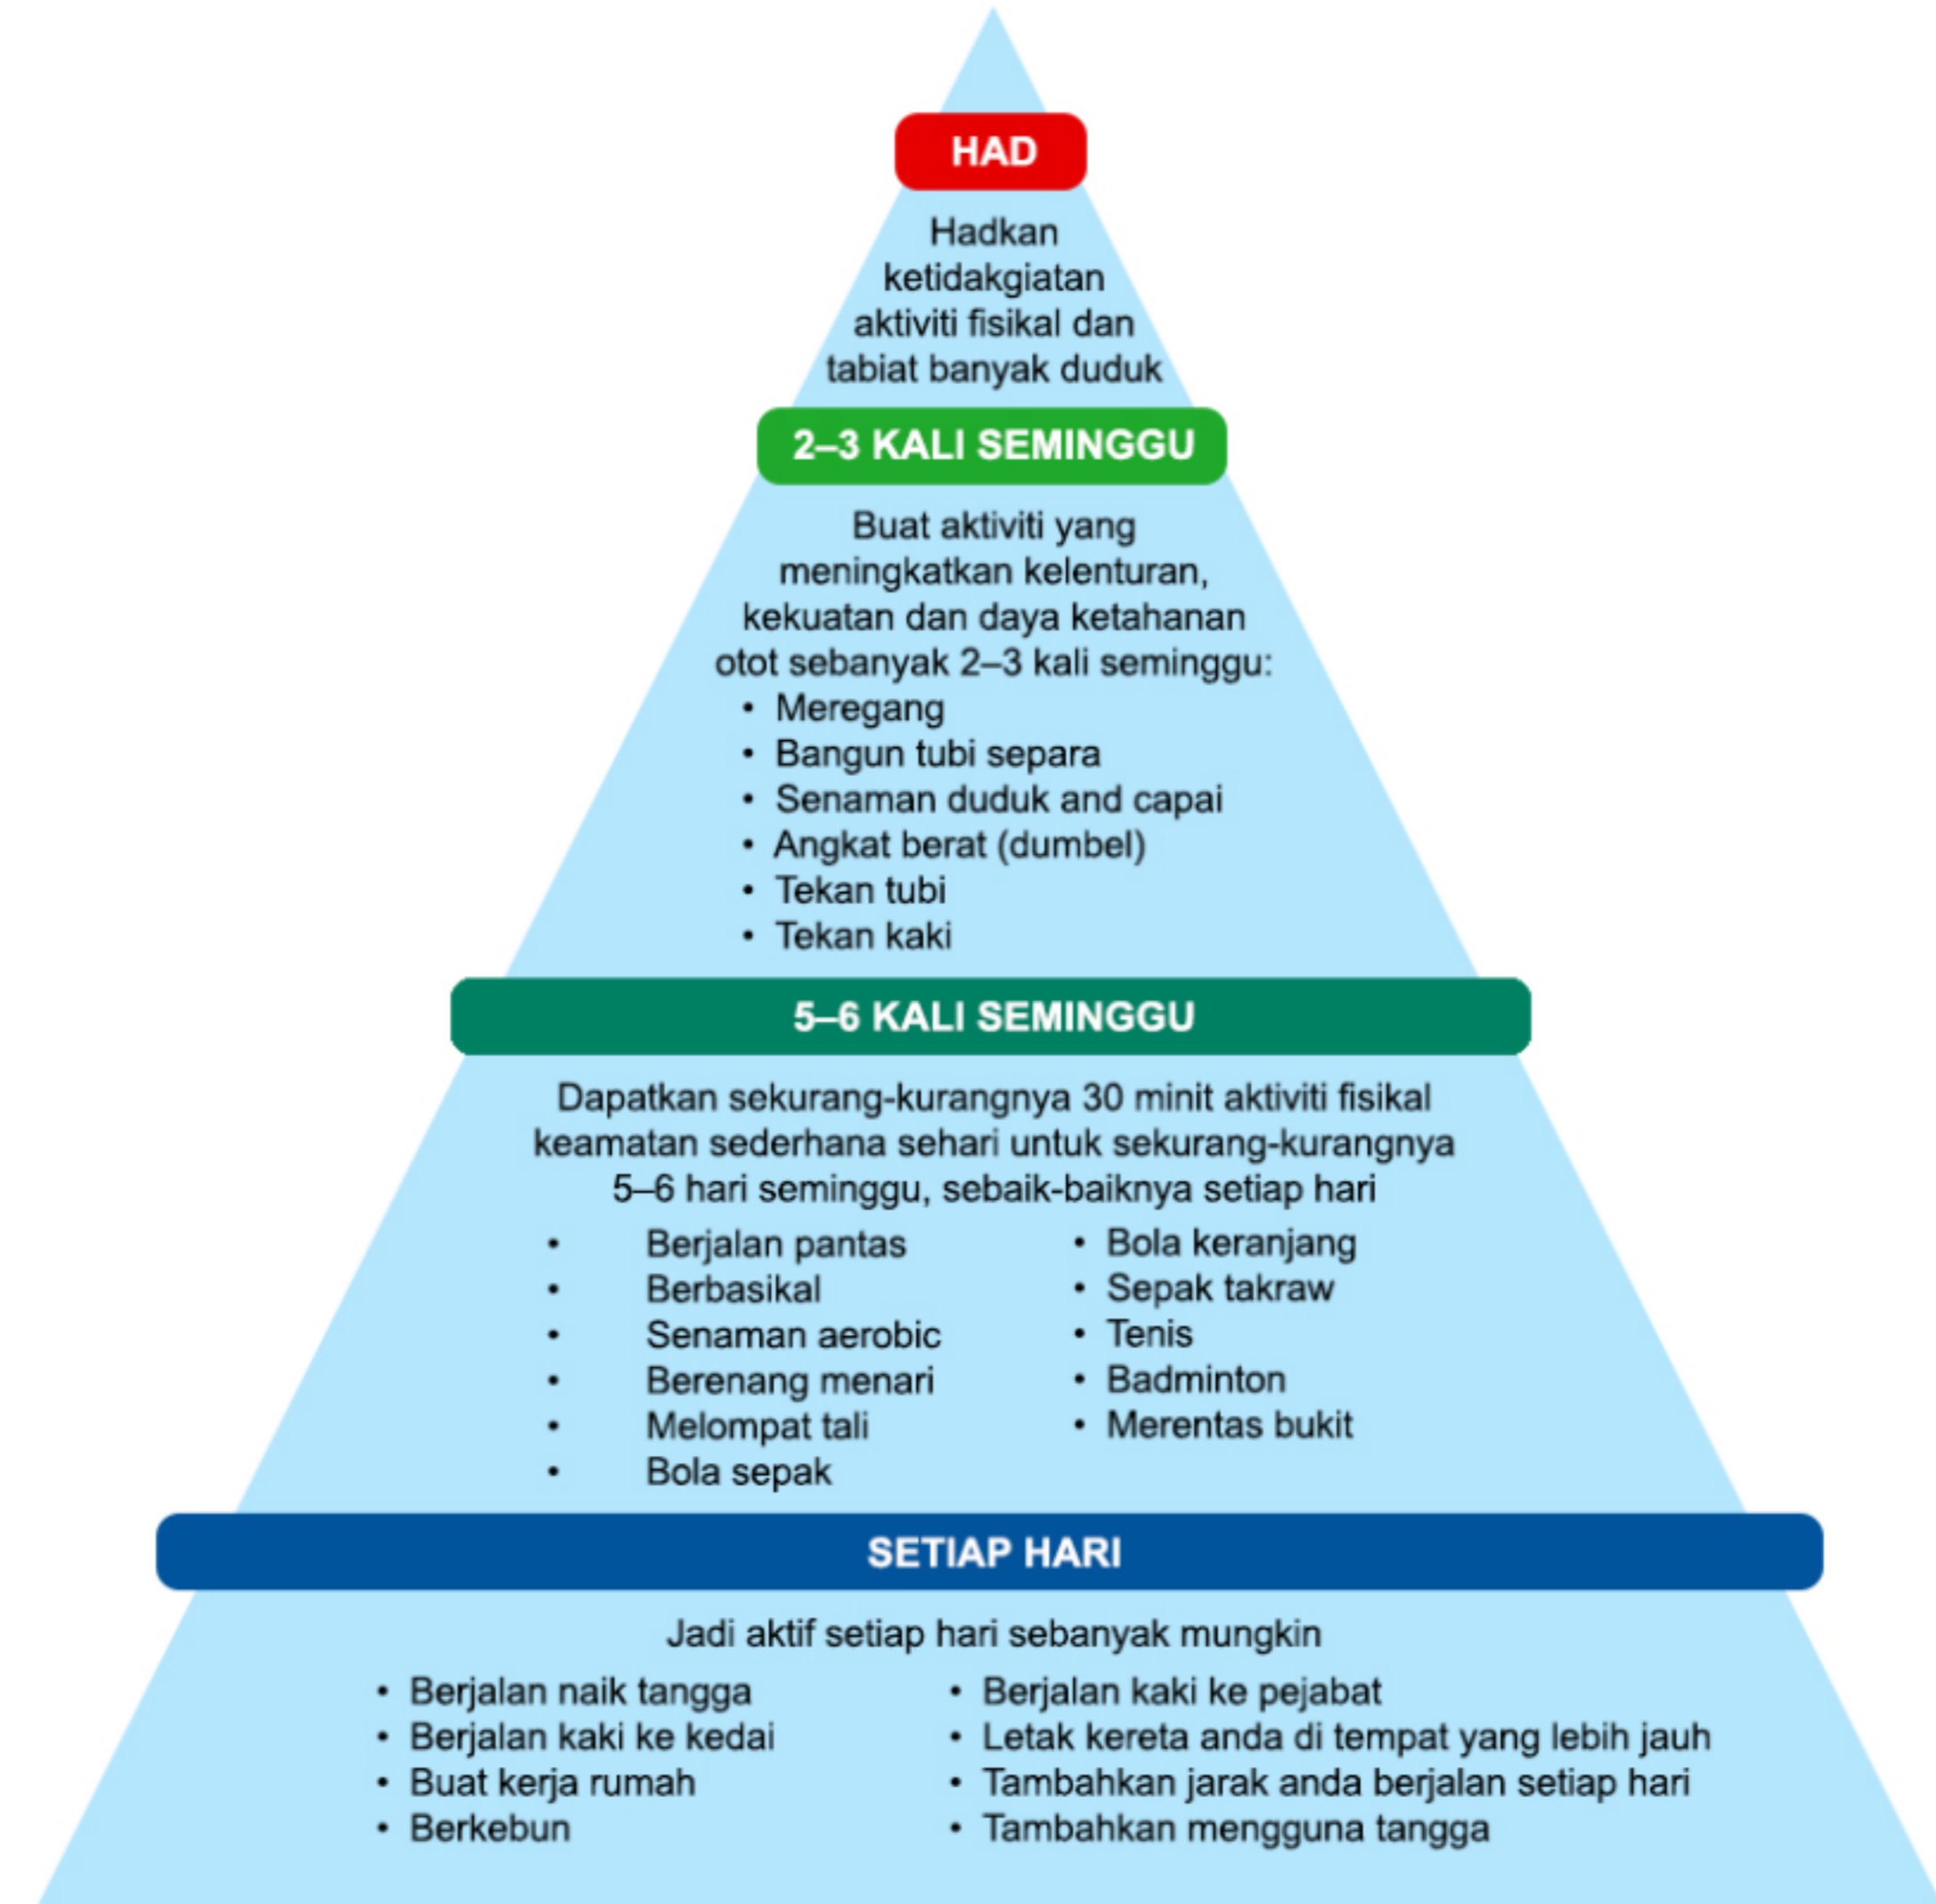 HAD
Hadkan
ketidakgiatan
aktiviti fisikal dan
tabiat banyak duduk
2–3 KALI SEMINGGU
Buat aktiviti yang
meningkatkan kelenturan,
kekuatan dan daya ketahanan
otot sebanyak 2–3 kali seminggu:
• Meregang
• Bangun tubi separa
• Senaman duduk and capai
• Angkat berat (dumbel)
• Tekan tubi
• Tekan kaki
5–6 KALI SEMINGGU
Dapatkan sekurang-kurangnya 30 minit aktiviti fisikal
keamatan sederhana sehari untuk sekurang-kurangnya
5–6 hari seminggu, sebaik-baiknya setiap hari
• Berjalan pantas
• Berbasikal
• Senaman aerobic
• Berenang menari
• Melompat tali
• Bola sepak
• Bola keranjang
• Sepak takraw
• Tenis
• Badminton
• Merentas bukit
SETIAP HARI
Jadi aktif setiap hari sebanyak mungkin
• Berjalan naik tangga
• Berjalan kaki ke kedai
• Buat kerja rumah
• Berkebun
• Berjalan kaki ke pejabat
• Letak kereta anda di tempat yang lebih jauh
• Tambahkan jarak anda berjalan setiap hari
• Tambahkan mengguna tangga